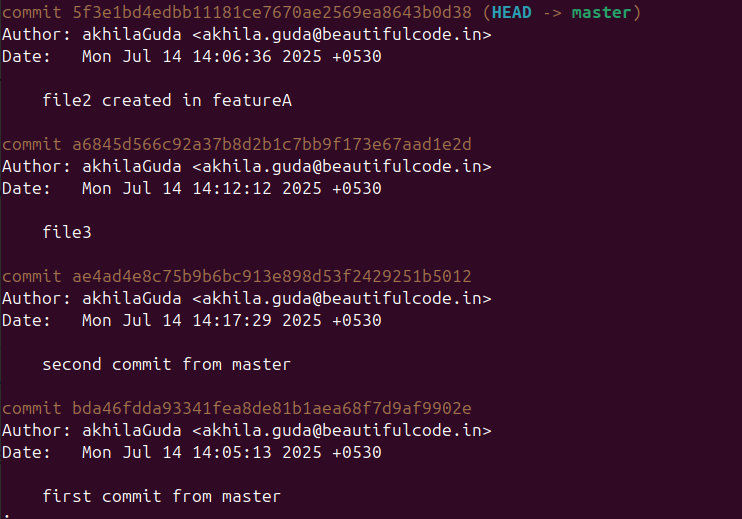 commit 5f3e1bd4edbb11181ce7670ae2569ea8643b0d38 (HEAD -> master)
Author: akhilaGuda <akhila.guda@beautifulcode.in>
Date:   Mon Jul 14 14:06:36 2025 +0530
    file2 created in featureA
commit a6845d566c92a37b8d2b1c7bb9f173e67aad1e2d
Author: akhilaGuda <akhila.guda@beautifulcode.in>
Date:   Mon Jul 14 14:12:12 2025 +0530
    file3
commit ae4ad4e8c75b9b6bc913e898d53f2429251b5012
Author: akhilaGuda <akhila.guda@beautifulcode.in>
Date:   Mon Jul 14 14:17:29 2025 +0530
    second commit from master
commit bda46fdda93341fea8de81b1aea68f7d9af9902e
Author: akhilaGuda <akhila.guda@beautifulcode.in>
Date:   Mon Jul 14 14:05:13 2025 +0530
    first commit from master